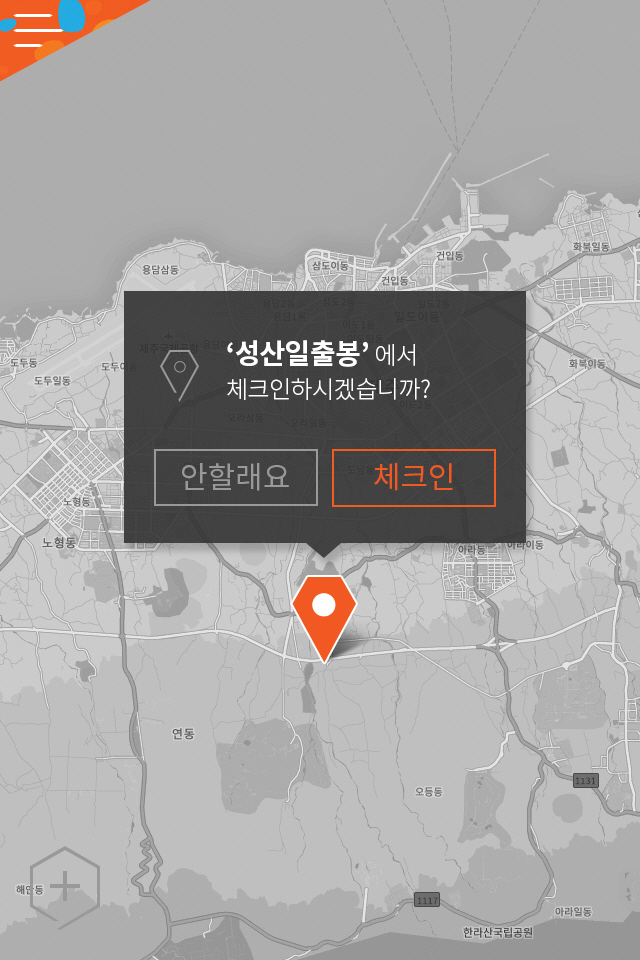 화북일동
건입동
삼도이동
용담삼동
건입동
‘성산일출봉’ 에서
체크인하시겠습니까?
도두동
화북이동
도두일동
안할래요
체크인
노형동
노형동
아라동
아라이동
연동
1131
오등동
해안동
1117
아라일동
한라산국립공원